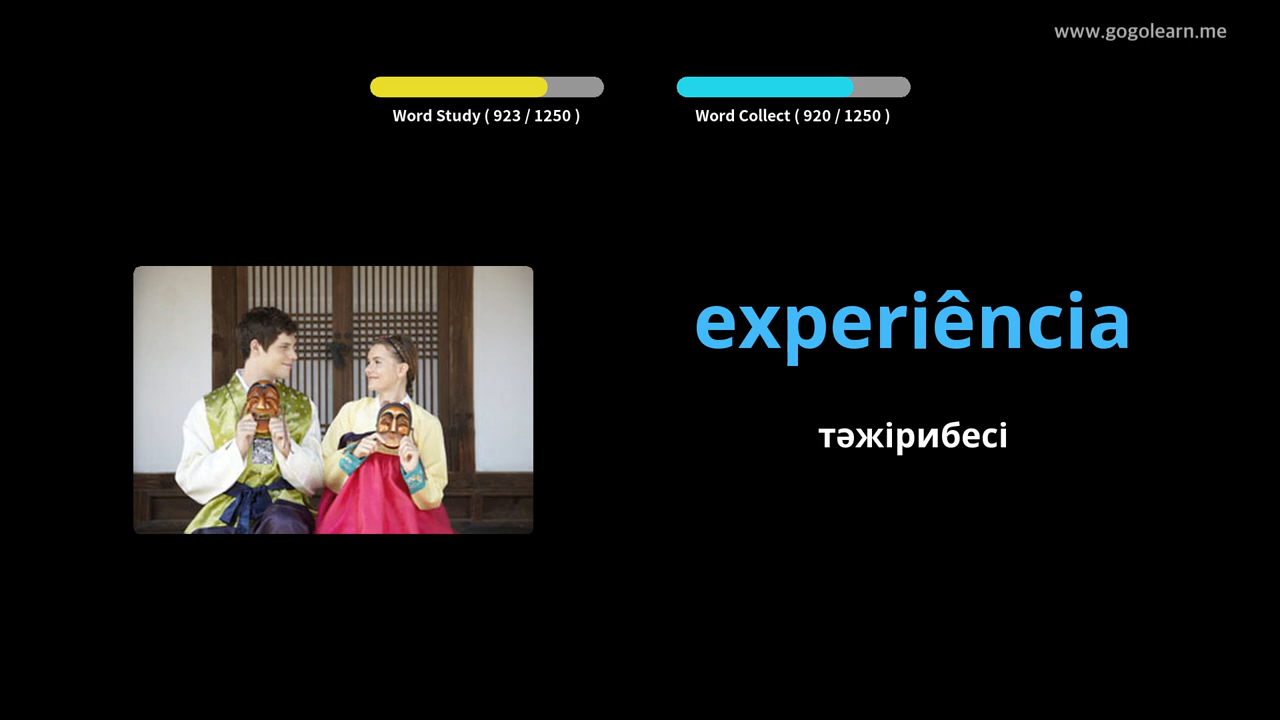 www.gogolearn.me
Word Study ( 923 / 1250 )
Word Collect ( 920 / 1250 )
experiência
тәжірибесі